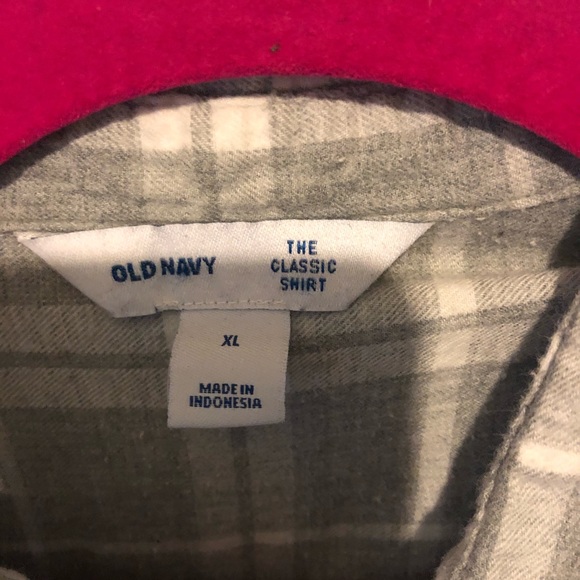 OLD NAVY
THE
CLASSIC
SHIRT
XL
MADE IN
INDONESIA